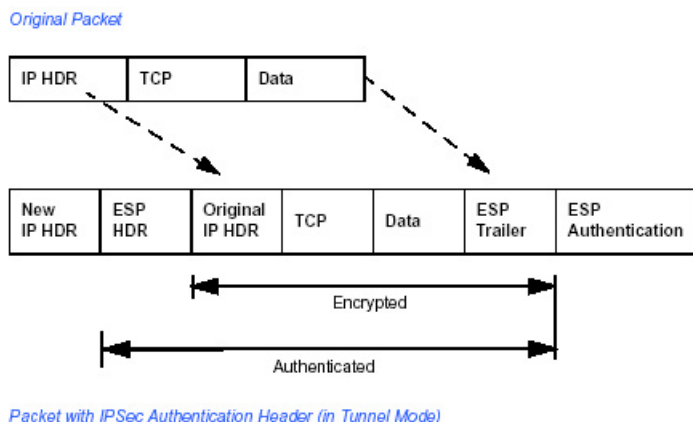 Original Packet
IP HDR TCP Data
New IP HDR ESP HDR Original IP HDR TCP Data ESP Trailer ESP Authentication
Encrypted
Authenticated
Packet with IPSec Authentication Header (in Tunnel Mode)